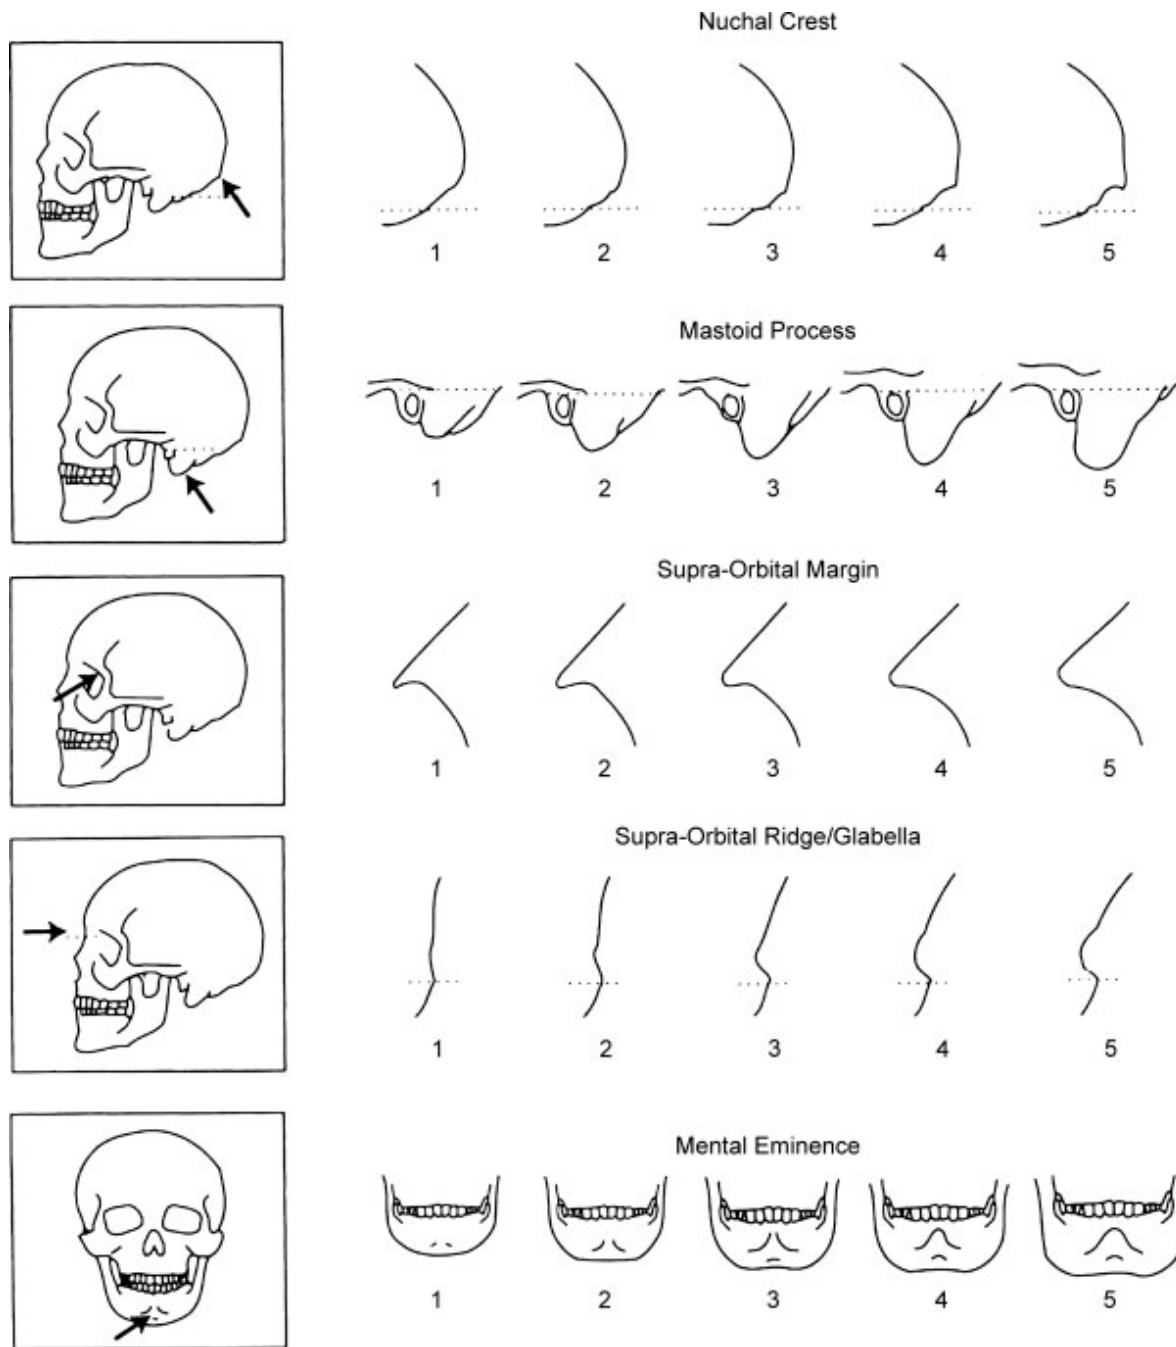 Nuchal Crest
1 2 3 4 5
Mastoid Process
1 2 3 4 5
Supra-Orbital Margin
1 2 3 4 5
Supra-Orbital Ridge/Glabella
1 2 3 4 5
Mental Eminence
1 2 3 4 5